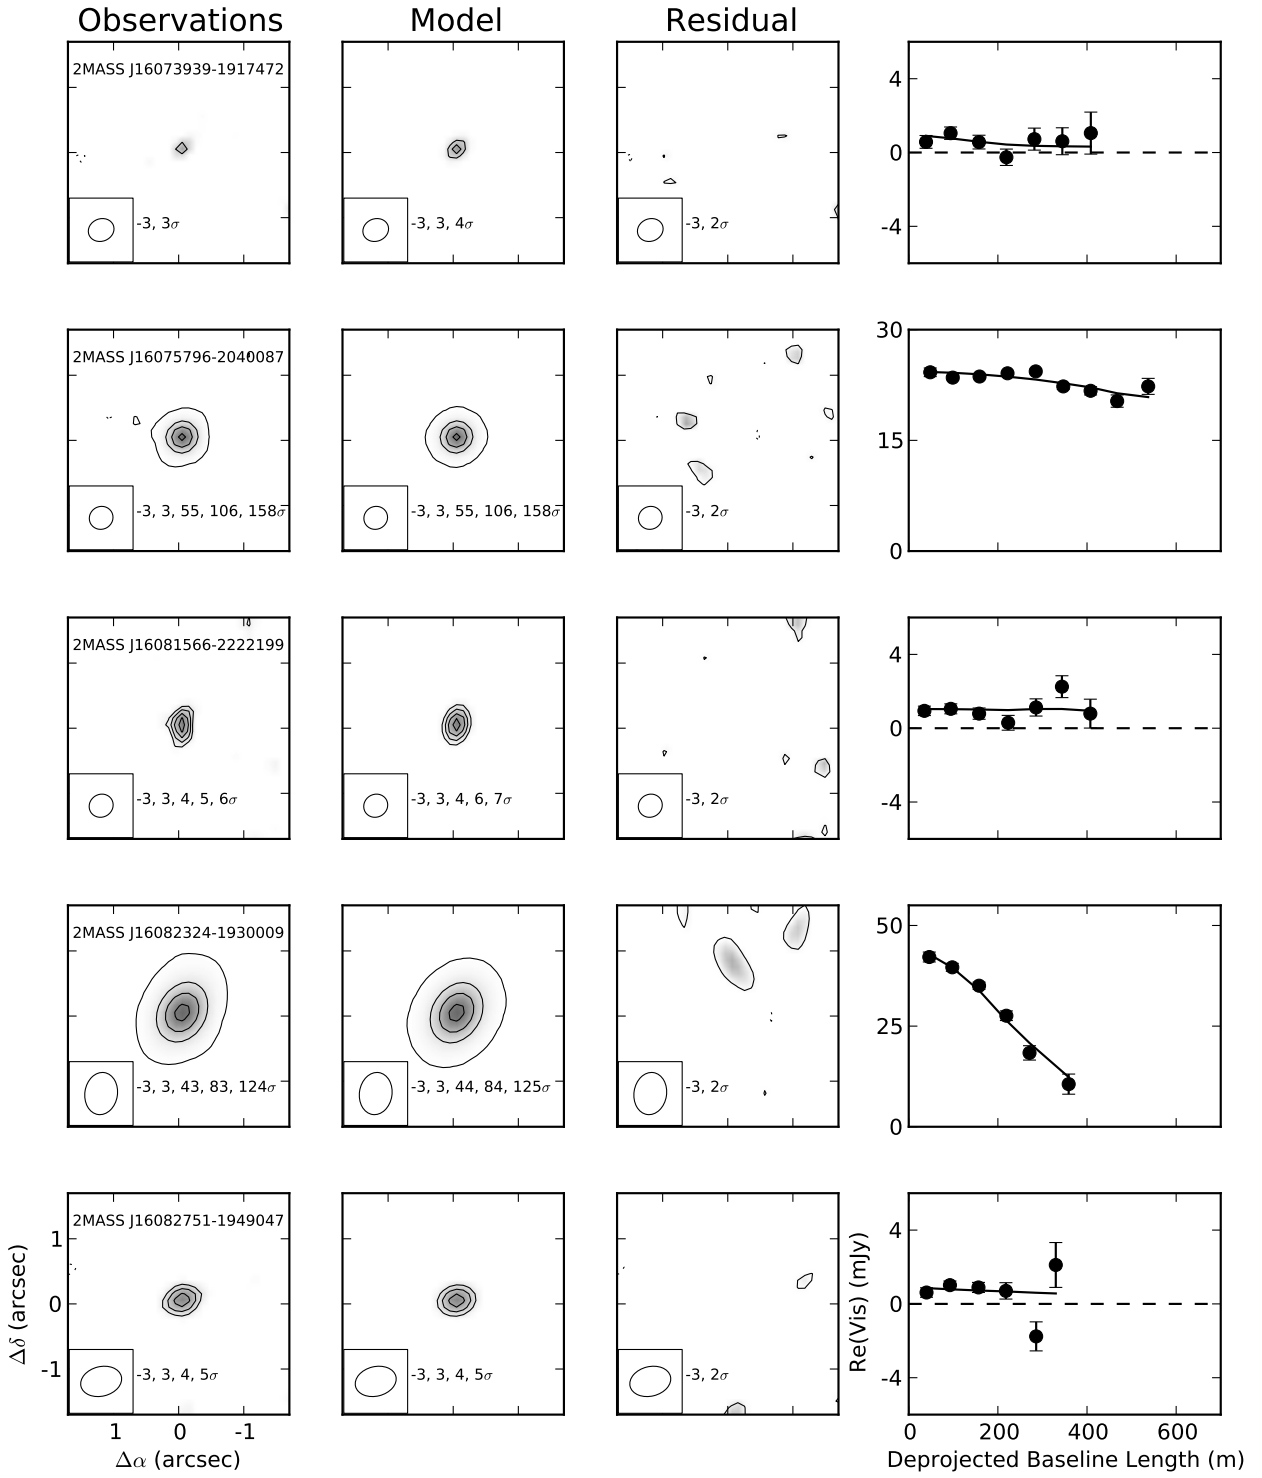 Observations Model Residual
2MASS J16073939-1917472
4
0
-4
-3, 3σ
-3, 3, 4σ
-3, 2σ
2MASS J16075796-2040087
30
15
0
-3, 3, 55, 106, 158σ
-3, 3, 55, 106, 158σ
-3, 2σ
2MASS J16081566-2222199
4
0
-4
-3, 3, 4, 5, 6σ
-3, 3, 4, 6, 7σ
-3, 2σ
2MASS J16082324-1930009
50
25
0
-3, 3, 43, 83, 124σ
-3, 3, 44, 84, 125σ
-3, 2σ
2MASS J16082751-1949047
1
0
-1
Δδ (arcsec)
-3, 3, 4, 5σ
-3, 3, 4, 5σ
-3, 2σ
Re(Vis) (mJy)
4
0
-4
1 0 -1
Δα (arcsec)
0 200 400 600
Deprojected Baseline Length (m)